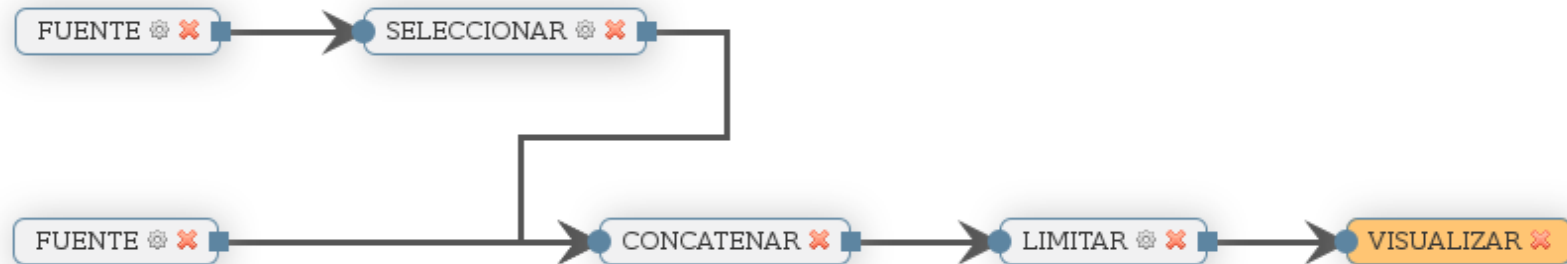 FUENTE SELECCIONAR
FUENTE CONCATENAR LIMITAR VISUALIZAR